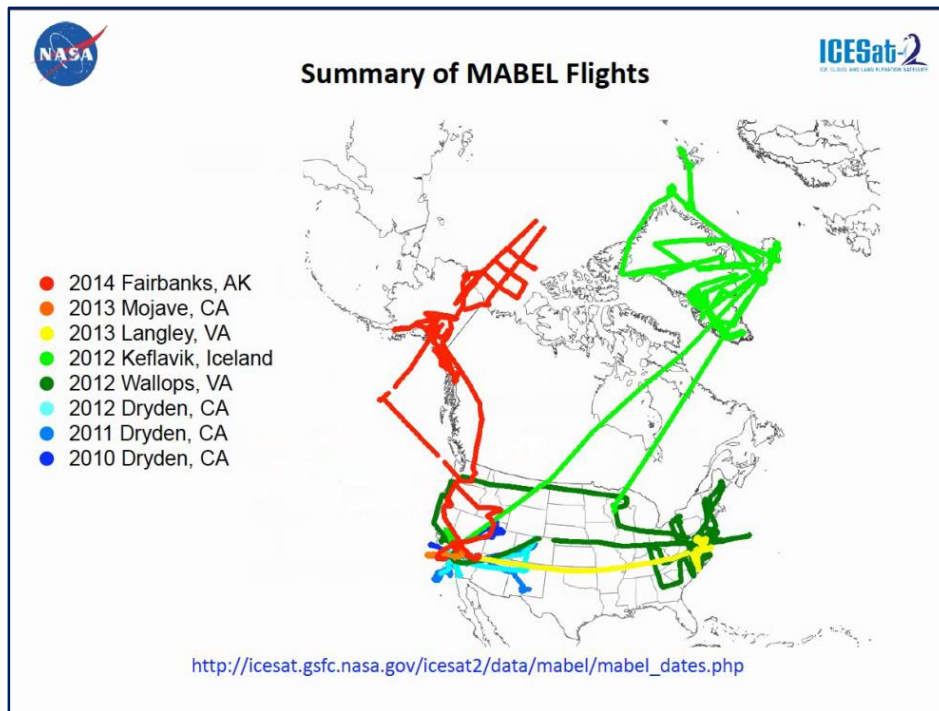 NASA
ICESat-2
ICE, CLOUD, AND LAND ELEVATION SATELLITE
Summary of MABEL Flights
2014 Fairbanks, AK
2013 Mojave, CA
2013 Langley, VA
2012 Keflavik, Iceland
2012 Wallops, VA
2012 Dryden, CA
2011 Dryden, CA
2010 Dryden, CA
http://icesat.gsfc.nasa.gov/icesat2/data/mabel/mabel_dates.php